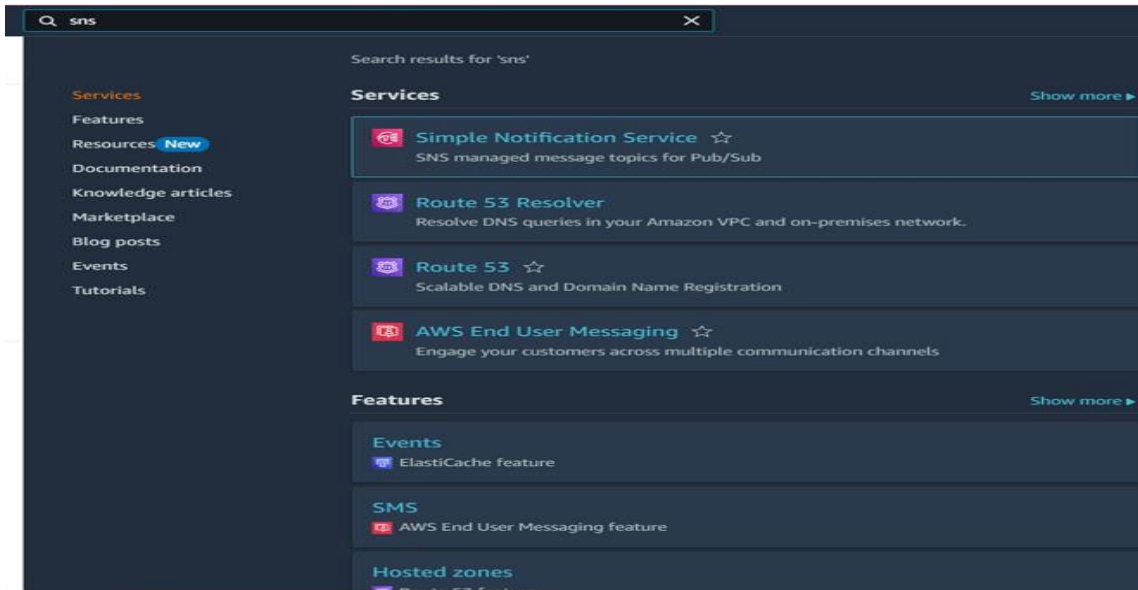 sns
Search results for 'sns'
Services
Features
Resources New
Documentation
Knowledge articles
Marketplace
Blog posts
Events
Tutorials
Services
Show more
Simple Notification Service
SNS managed message topics for Pub/Sub
Route 53 Resolver
Resolve DNS queries in your Amazon VPC and on-premises network.
Route 53
Scalable DNS and Domain Name Registration
AWS End User Messaging
Engage your customers across multiple communication channels
Features
Show more
Events
ElastiCache feature
SMS
AWS End User Messaging feature
Hosted zones